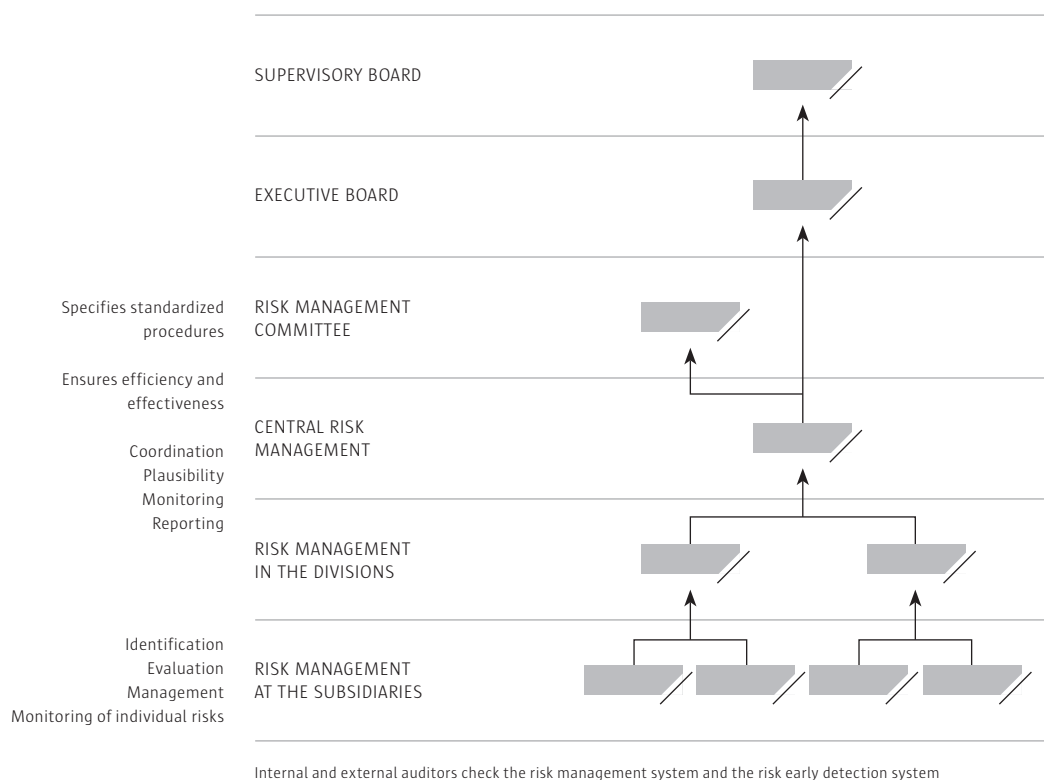 SUPERVISORY BOARD
EXECUTIVE BOARD
Specifies standardized
procedures
RISK MANAGEMENT
COMMITTEE
Ensures efficiency and
effectiveness
Coordination
Plausibility
Monitoring
Reporting
CENTRAL RISK
MANAGEMENT
RISK MANAGEMENT
IN THE DIVISIONS
Identification
Evaluation
Management
Monitoring of individual risks
RISK MANAGEMENT
AT THE SUBSIDIARIES
Internal and external auditors check the risk management system and the risk early detection system